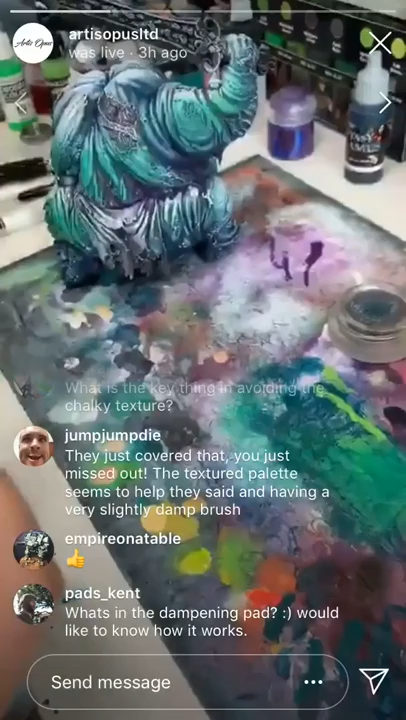 artisopusltd
was live · 3h ago
Artis Opus
What is the key thing in avoiding the
chalky texture?
jumpjumpdie
They just covered that, you just
missed out! The textured palette
seems to help they said and having a
very slightly damp brush
empireonatable
👍
pads_kent
Whats in the dampening pad? :) would
like to know how it works.
Send message